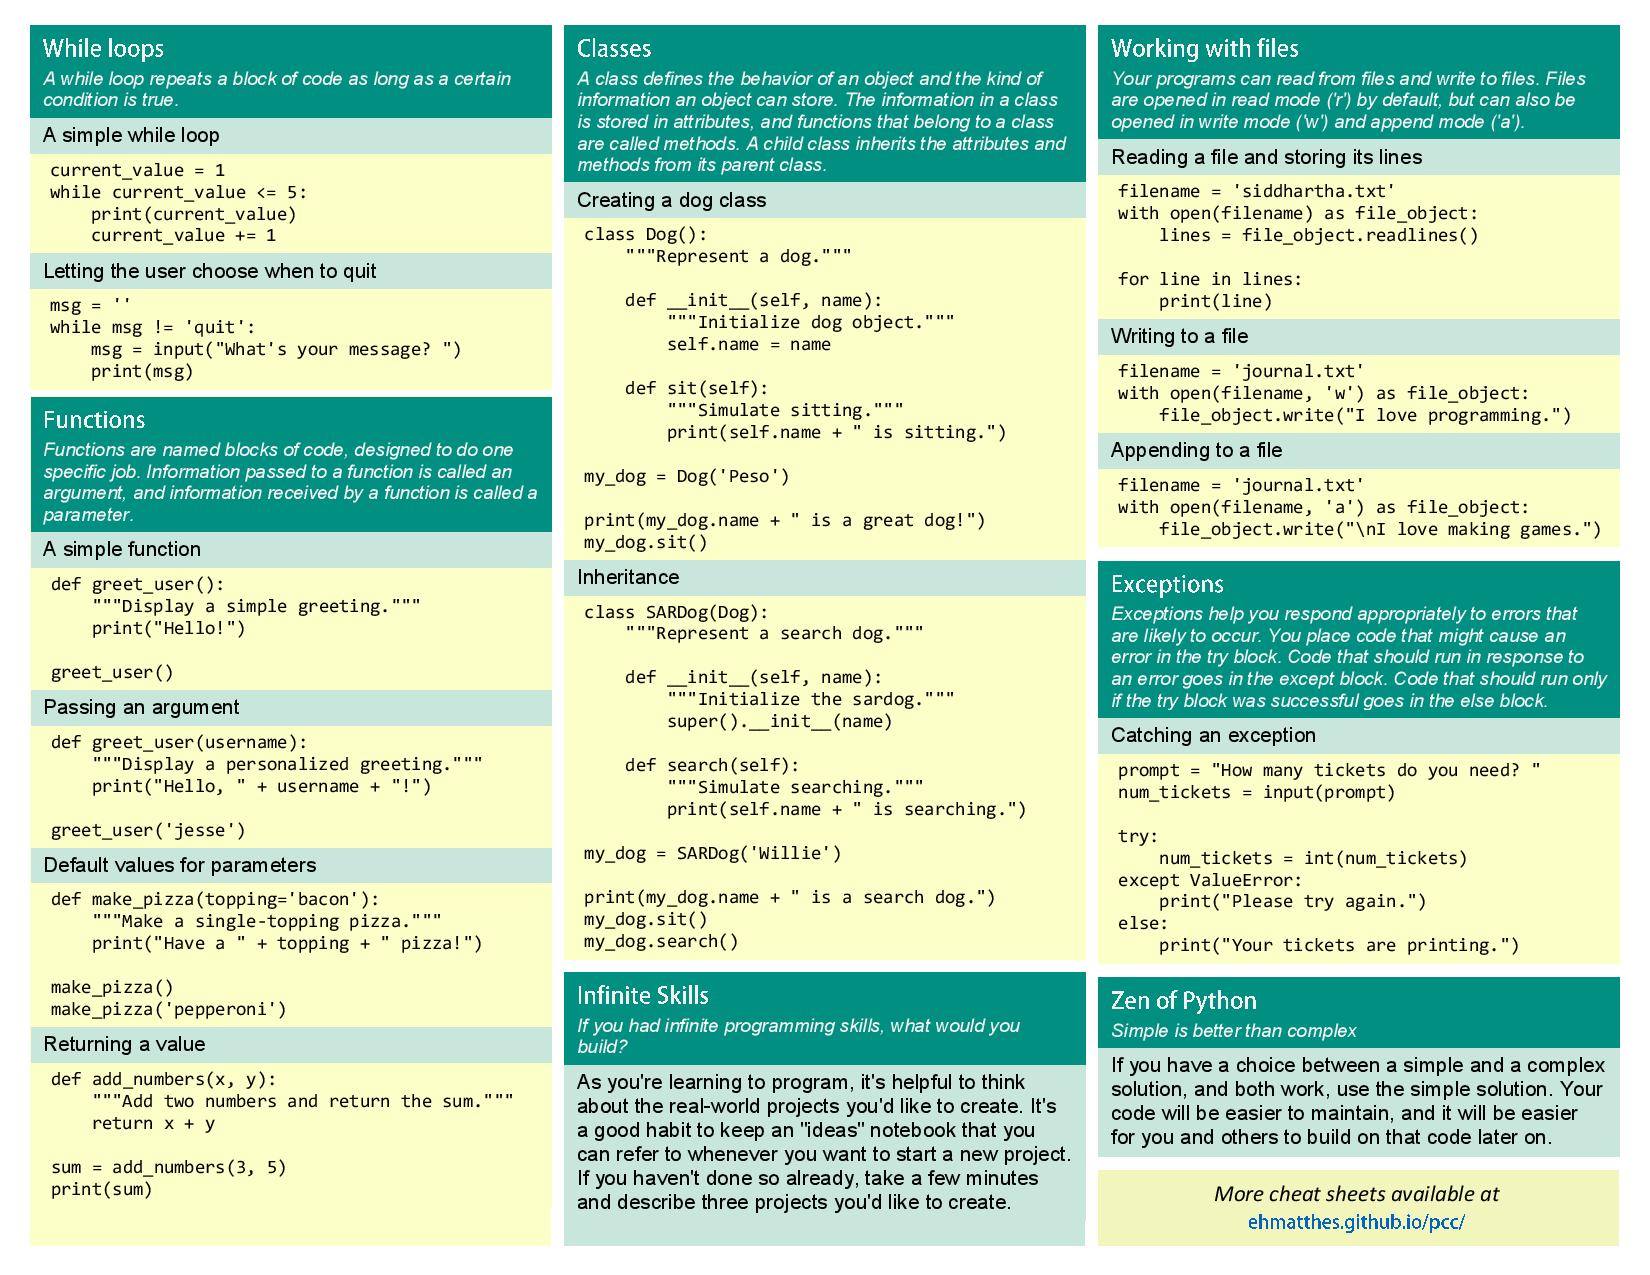 While loops
A while loop repeats a block of code as long as a certain
condition is true.
A simple while loop
current_value = 1
while current_value <= 5:
    print(current_value)
    current_value += 1
Letting the user choose when to quit
msg = ''
while msg != 'quit':
    msg = input("What's your message? ")
    print(msg)
Functions
Functions are named blocks of code, designed to do one
specific job. Information passed to a function is called an
argument, and information received by a function is called a
parameter.
A simple function
def greet_user():
    """Display a simple greeting."""
    print("Hello!")

greet_user()
Passing an argument
def greet_user(username):
    """Display a personalized greeting."""
    print("Hello, " + username + "!")

greet_user('jesse')
Default values for parameters
def make_pizza(topping='bacon'):
    """Make a single-topping pizza."""
    print("Have a " + topping + " pizza!")

make_pizza()
make_pizza('pepperoni')
Returning a value
def add_numbers(x, y):
    """Add two numbers and return the sum."""
    return x + y

sum = add_numbers(3, 5)
print(sum)
Classes
A class defines the behavior of an object and the kind of
information an object can store. The information in a class
is stored in attributes, and functions that belong to a class
are called methods. A child class inherits the attributes and
methods from its parent class.
Creating a dog class
class Dog():
    """Represent a dog."""

    def __init__(self, name):
        """Initialize dog object."""
        self.name = name

    def sit(self):
        """Simulate sitting."""
        print(self.name + " is sitting.")

my_dog = Dog('Peso')

print(my_dog.name + " is a great dog!")
my_dog.sit()
Inheritance
class SARDog(Dog):
    """Represent a search dog."""

    def __init__(self, name):
        """Initialize the sardog."""
        super().__init__(name)

    def search(self):
        """Simulate searching."""
        print(self.name + " is searching.")

my_dog = SARDog('Willie')

print(my_dog.name + " is a search dog.")
my_dog.sit()
my_dog.search()
Infinite Skills
If you had infinite programming skills, what would you
build?
As you're learning to program, it's helpful to think
about the real-world projects you'd like to create. It's
a good habit to keep an "ideas" notebook that you
can refer to whenever you want to start a new project.
If you haven't done so already, take a few minutes
and describe three projects you'd like to create.
Working with files
Your programs can read from files and write to files. Files
are opened in read mode ('r') by default, but can also be
opened in write mode ('w') and append mode ('a').
Reading a file and storing its lines
filename = 'siddhartha.txt'
with open(filename) as file_object:
    lines = file_object.readlines()

for line in lines:
    print(line)
Writing to a file
filename = 'journal.txt'
with open(filename, 'w') as file_object:
    file_object.write("I love programming.")
Appending to a file
filename = 'journal.txt'
with open(filename, 'a') as file_object:
    file_object.write("\nI love making games.")
Exceptions
Exceptions help you respond appropriately to errors that
are likely to occur. You place code that might cause an
error in the try block. Code that should run in response to
an error goes in the except block. Code that should run only
if the try block was successful goes in the else block.
Catching an exception
prompt = "How many tickets do you need? "
num_tickets = input(prompt)

try:
    num_tickets = int(num_tickets)
except ValueError:
    print("Please try again.")
else:
    print("Your tickets are printing.")
Zen of Python
Simple is better than complex
If you have a choice between a simple and a complex
solution, and both work, use the simple solution. Your
code will be easier to maintain, and it will be easier
for you and others to build on that code later on.
More cheat sheets available at
ehmatthes.github.io/pcc/